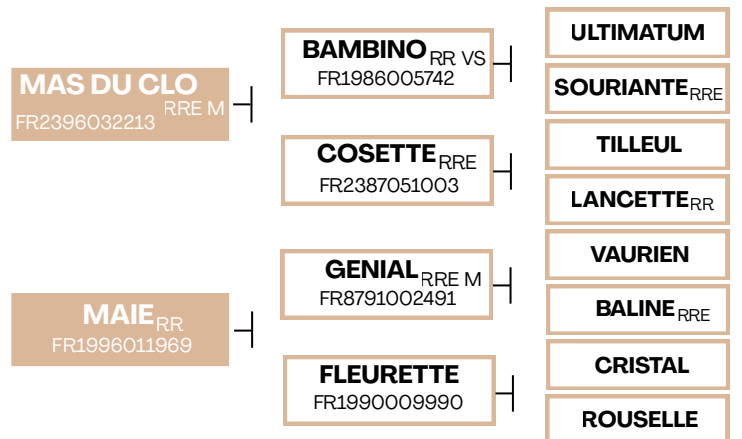 MAS DU CLO RRE M
FR2396032213
MAIE RR
FR1996011969
BAMBINO RR VS
FR1986005742
COSETTE RRE
FR2387051003
GENIAL RRE M
FR8791002491
FLEURETTE
FR1990009990
ULTIMATUM
SOURIANTE RRE
TILLEUL
LANCETTE RR
VAURIEN
BALINE RRE
CRISTAL
ROUSELLE